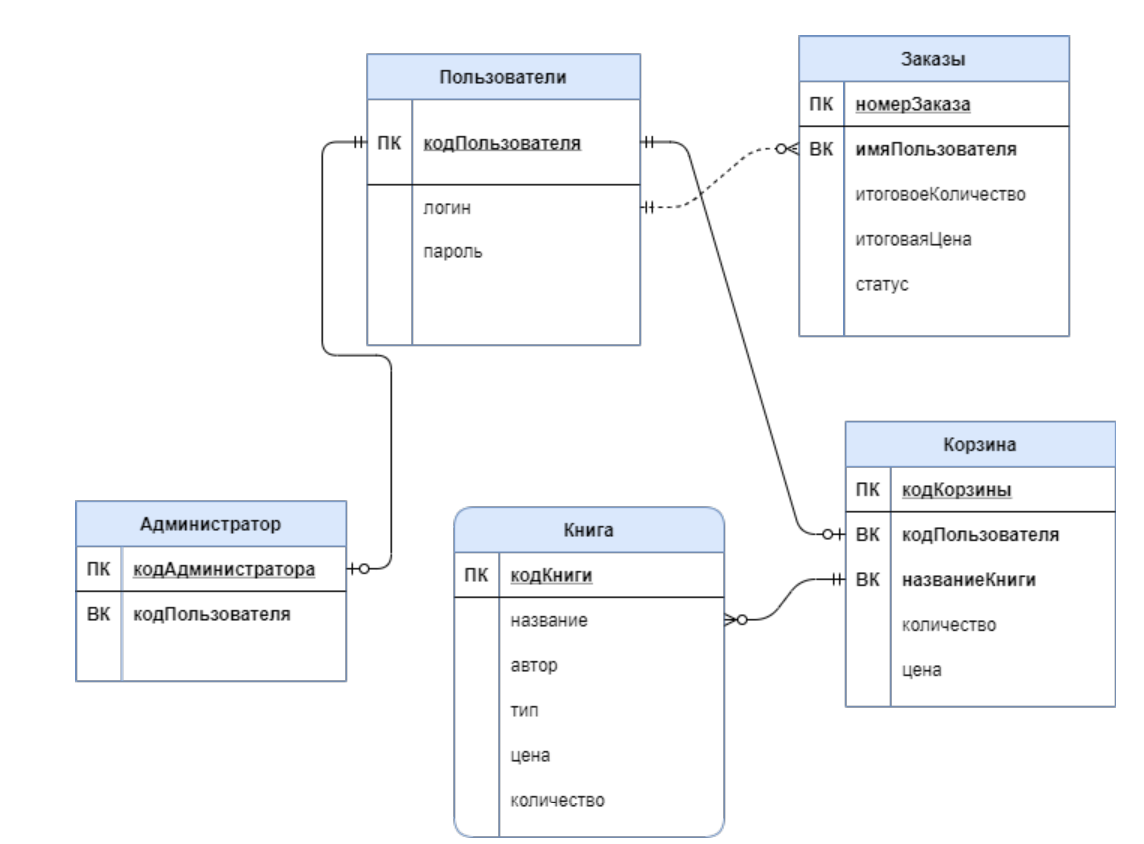 Пользователи
ПК кодПользователя
логин
пароль
Заказы
ПК номерЗаказа
ВК имяПользователя
итоговоеКоличество
итоговаяЦена
статус
Администратор
ПК кодАдминистратора
ВК кодПользователя
Книга
ПК кодКниги
название
автор
тип
цена
количество
Корзина
ПК кодКорзины
ВК кодПользователя
ВК названиеКниги
количество
цена